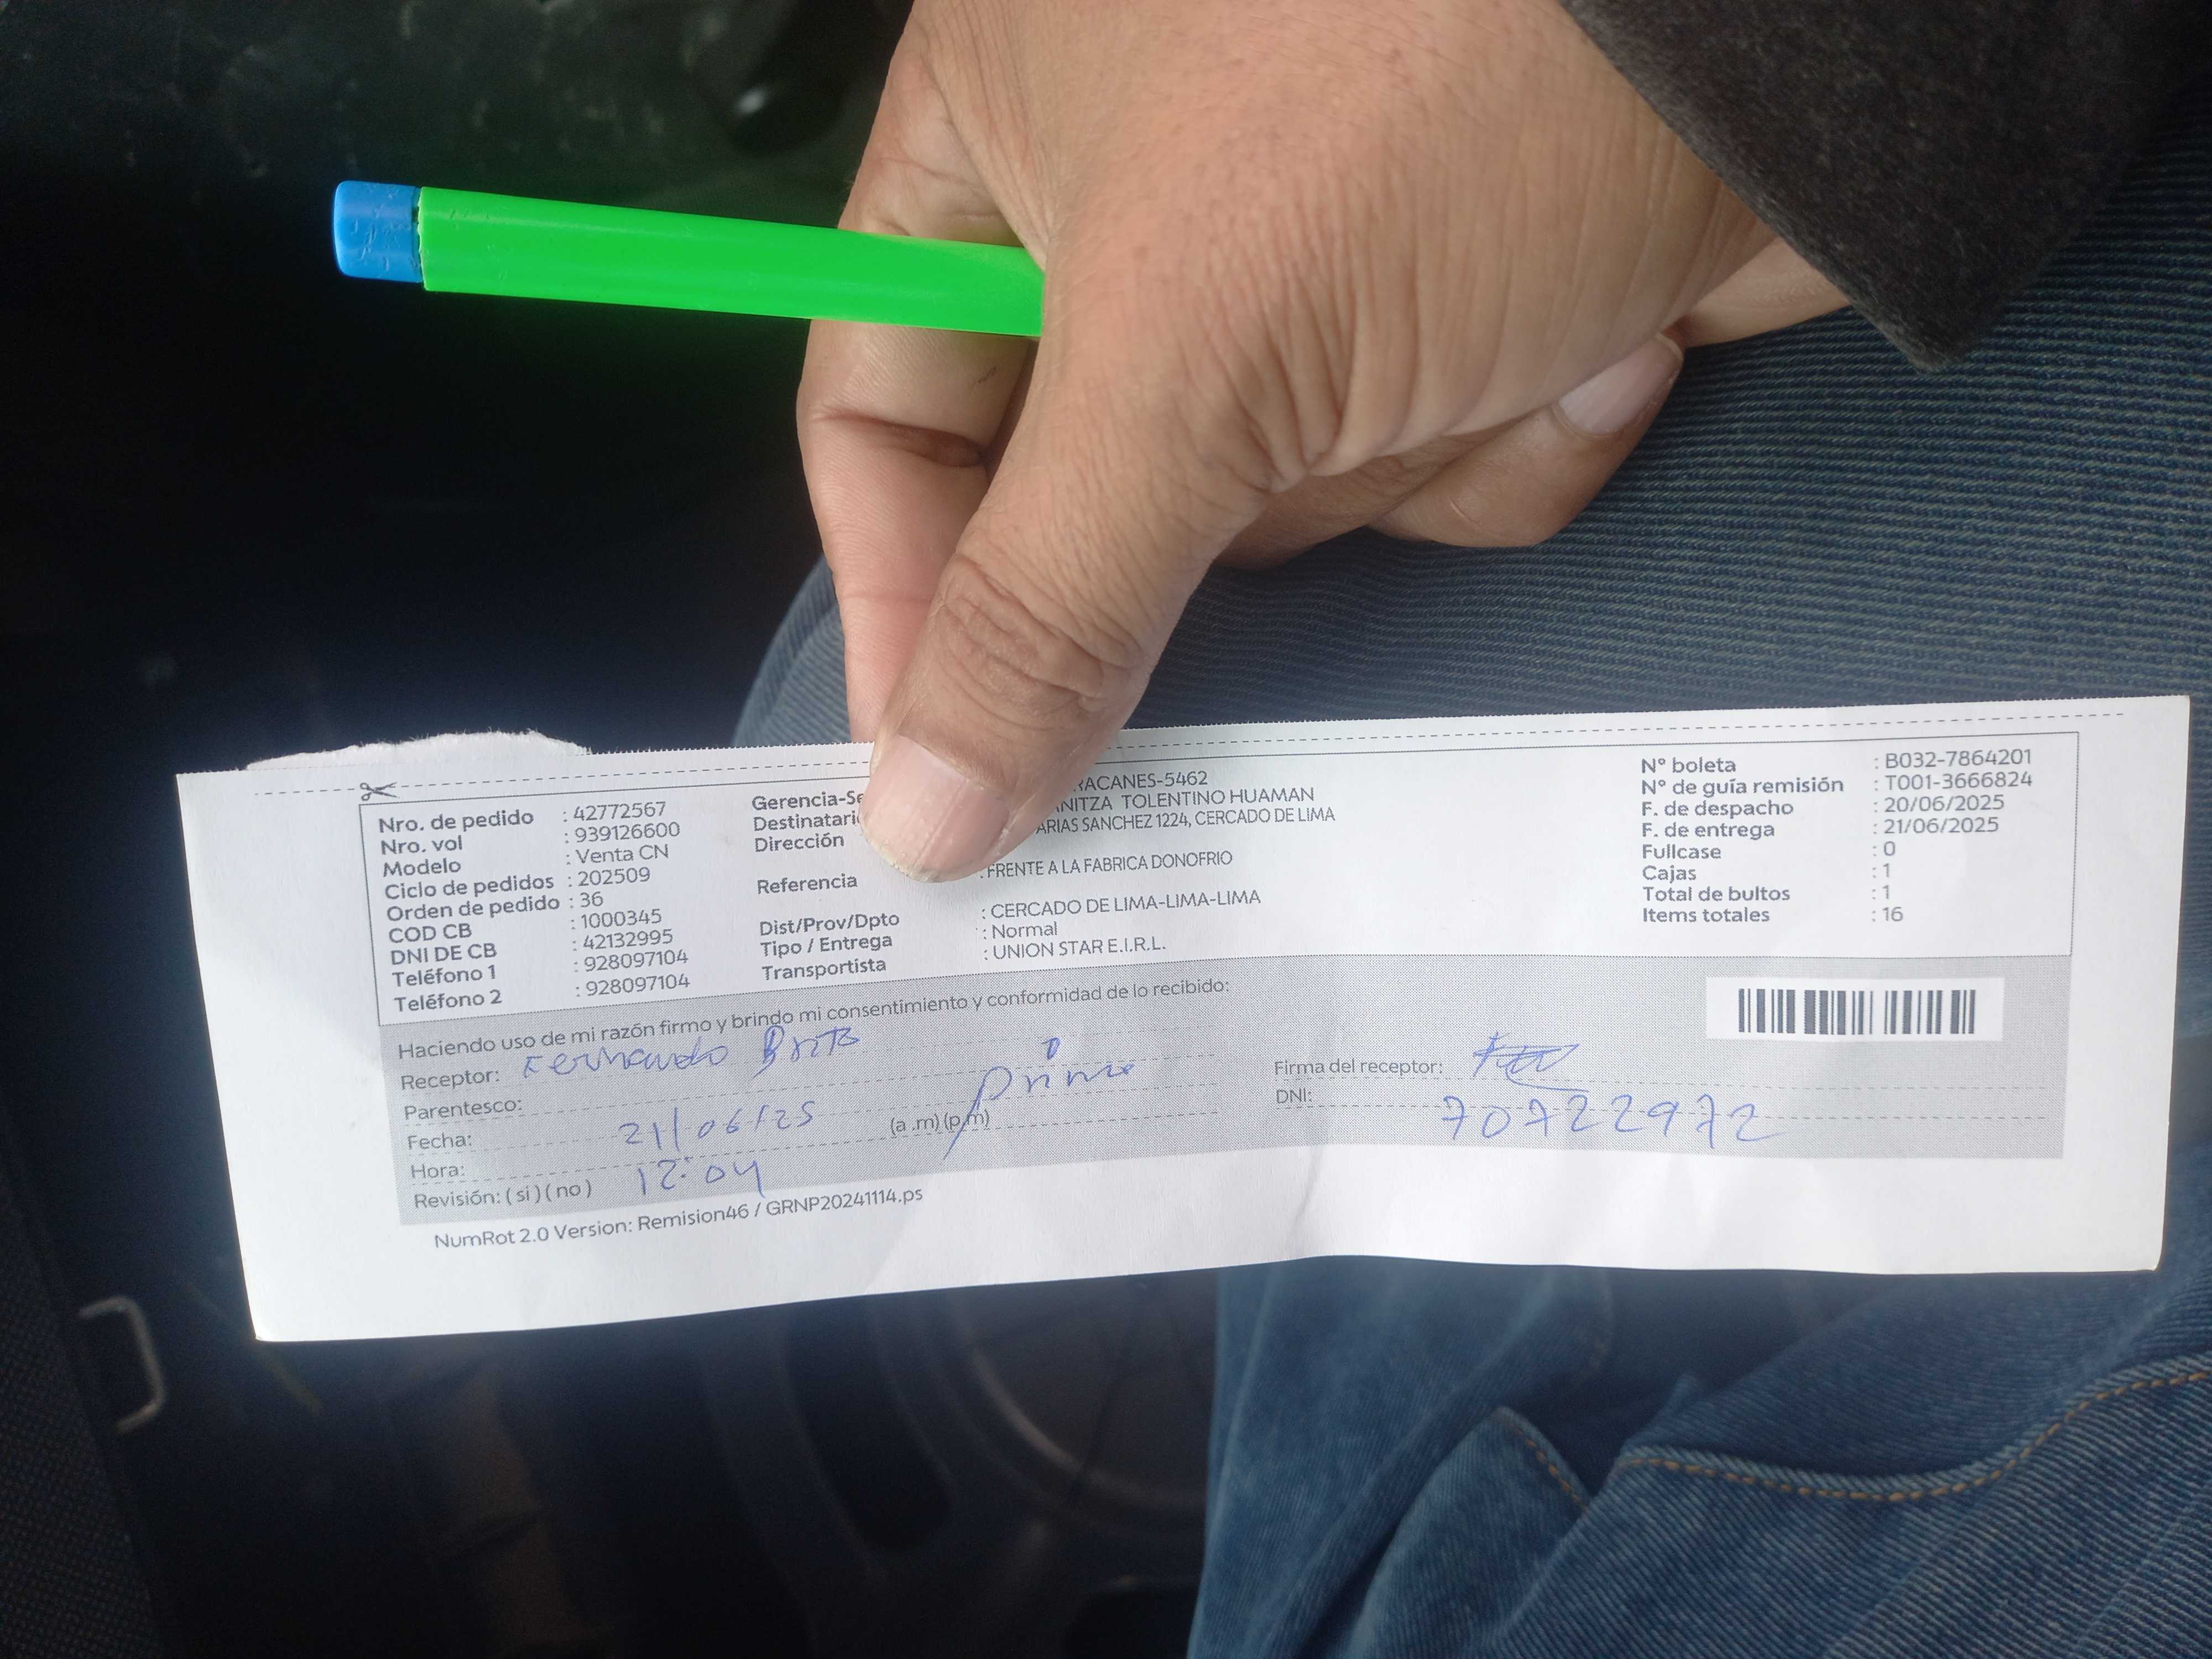 Nro. de pedido : 42772567
Nro. vol : 939126600
Modelo : Venta CN
Ciclo de pedidos : 202509
Orden de pedido : 36
COD CB : 1000345
DNI DE CB : 42132995
Teléfono 1 : 928097104
Teléfono 2 : 928097104
Gerencia-Se RACANES-5462
Destinatari NITZA TOLENTINO HUAMAN
Dirección ARIAS SANCHEZ 1224, CERCADO DE LIMA
Referencia : FRENTE A LA FABRICA DONOFRIO
Dist/Prov/Dpto : CERCADO DE LIMA-LIMA-LIMA
Tipo / Entrega : Normal
Transportista : UNION STAR E.I.R.L.
N° boleta : B032-7864201
N° de guía remisión : T001-3666824
F. de despacho : 20/06/2025
F. de entrega : 21/06/2025
Fullcase : 0
Cajas : 1
Total de bultos : 1
Items totales : 16
Haciendo uso de mi razón firmo y brindo mi consentimiento y conformidad de lo recibido:
Receptor: Fernando Brito
Parentesco: primo
Fecha: 21/06/25 (a .m) (p.m)
Hora: 12:04
Revisión: ( si ) ( no )
Firma del receptor:
DNI: 70722972
NumRot 2.0 Version: Remision46 / GRNP20241114.ps